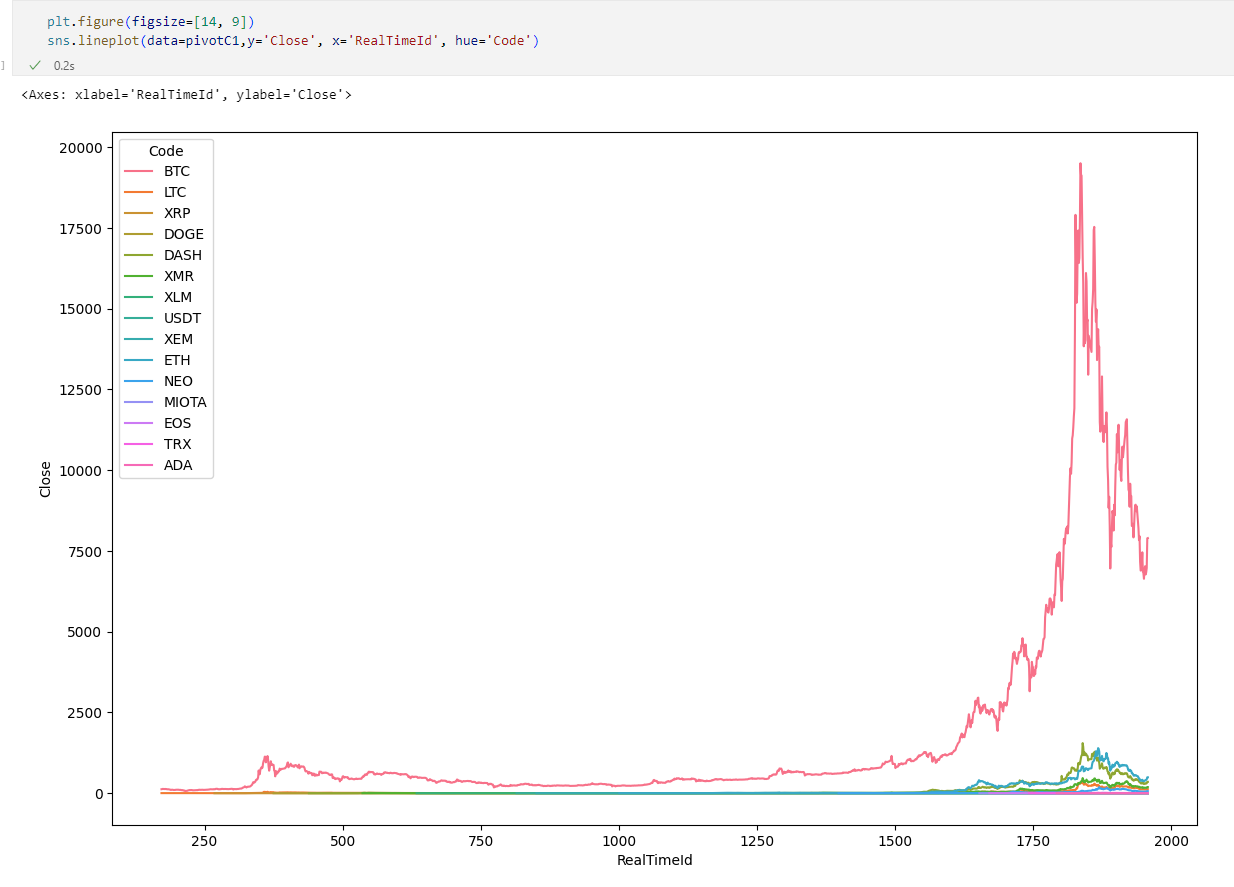 plt.figure(figsize=[14, 9])
sns.lineplot(data=pivotC1,y='Close', x='RealTimeId', hue='Code')
] ✓ 0.2s
<Axes: xlabel='RealTimeId', ylabel='Close'>
Code
BTC
LTC
XRP
DOGE
DASH
XMR
XLM
USDT
XEM
ETH
NEO
MIOTA
EOS
TRX
ADA
20000
17500
15000
12500
10000
7500
5000
2500
0
Close
250 500 750 1000 1250 1500 1750 2000
RealTimeId